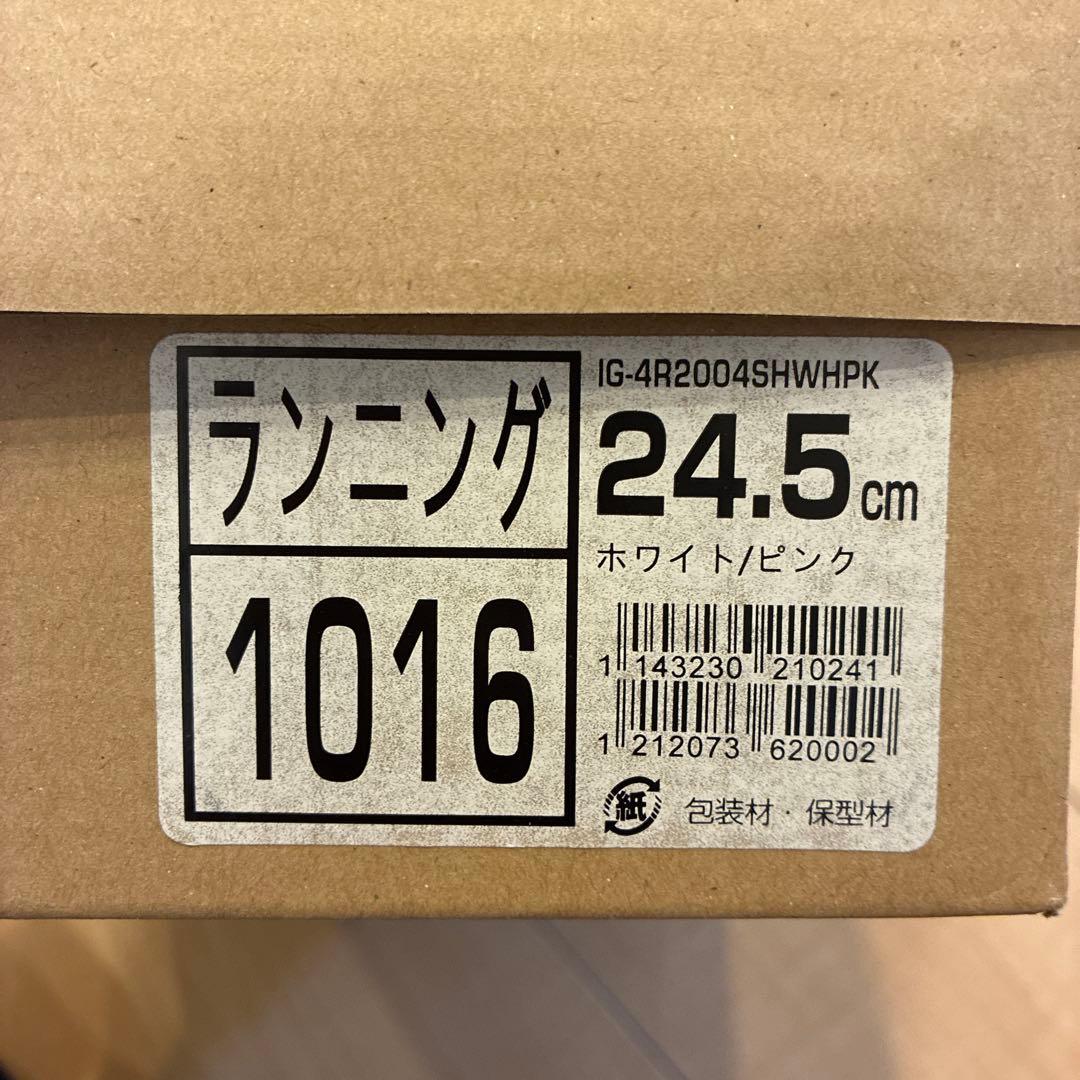 ランニング
1016
IG-4R2004SHWHPK
24.5cm
ホワイト/ピンク
1 143230 210241
1 212073 620002
紙 包装材・保型材